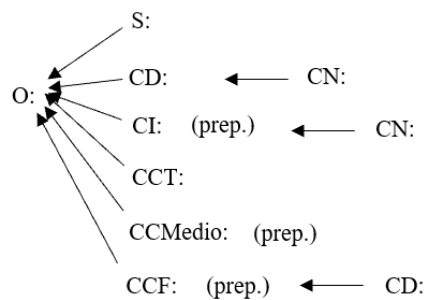 S:
CD: CN:
O:
CI: (prep.) CN:
CCT:
CCMedio: (prep.)
CCF: (prep.) CD: